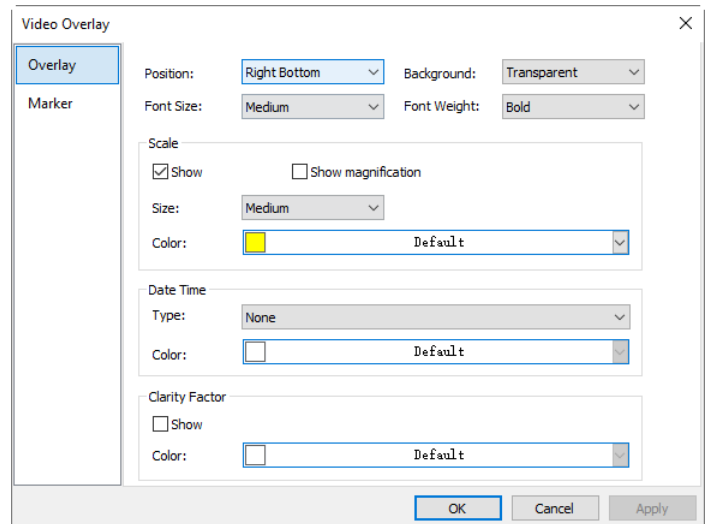 Video Overlay
Overlay
Marker
Position: Right Bottom Background: Transparent
Font Size: Medium Font Weight: Bold
Scale
Show Show magnification
Size: Medium
Color: Default
Date Time
Type: None
Color: Default
Clarity Factor
Show
Color: Default
OK Cancel Apply